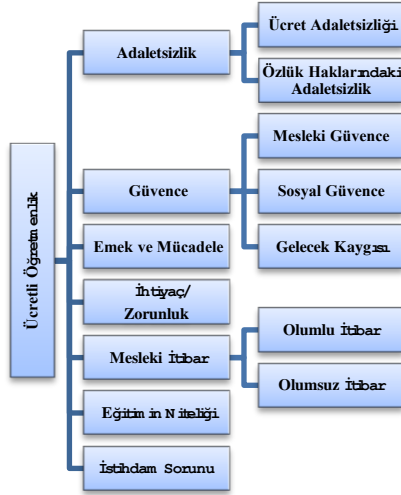 Ücretli Öğretmenlik
Adaletsizlik
Ücret Adaletsizliği
Özlük Haklarındaki
Adaletsizlik
Güvence
Mesleki Güvence
Sosyal Güvence
Gelecek Kaygısı
Emek ve Mücadele
İhtiyaç/
Zorunluk
Mesleki İtibar
Olumlu İtibar
Olumsuz İtibar
Eğitimin Niteliği
İstihdam Sorunu